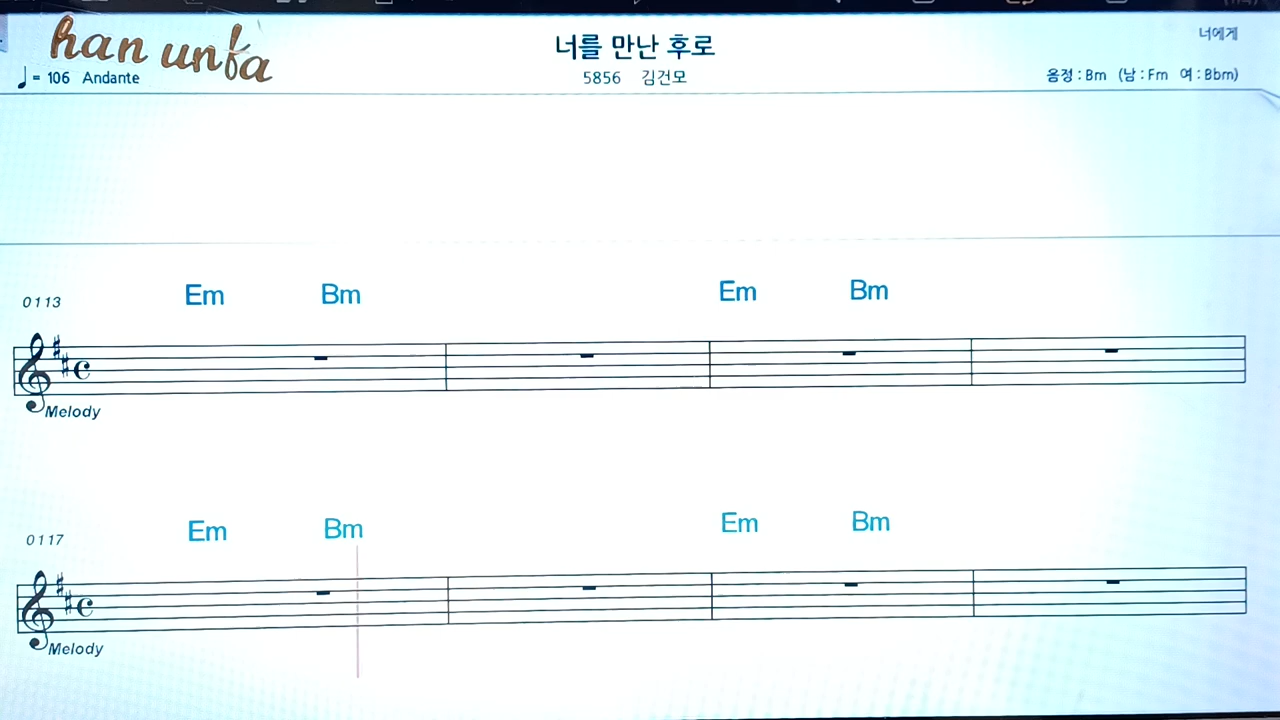 han unfa
너에게
너를 만난 후로
♩ = 106 Andante
5856 김건모
음정 : Bm (남 : Fm 여 : Bbm)
Em Bm Em Bm
0113
Melody
Em Bm Em Bm
0117
Melody